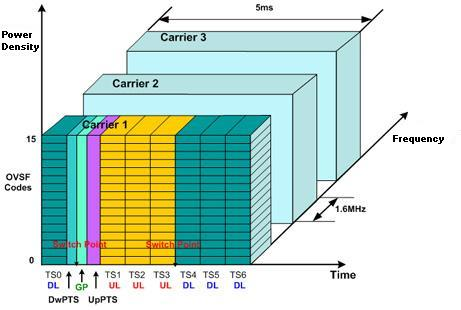 5ms
Power
Density
Carrier 3
Carrier 2
Carrier 1
Frequency
15
OVSF
Codes
1.6MHz
Switch Point Switch Point
0
Time
TS0 TS1 TS2 TS3 TS4 TS5 TS6
DL GP UL UL UL DL DL DL
DwPTS UpPTS